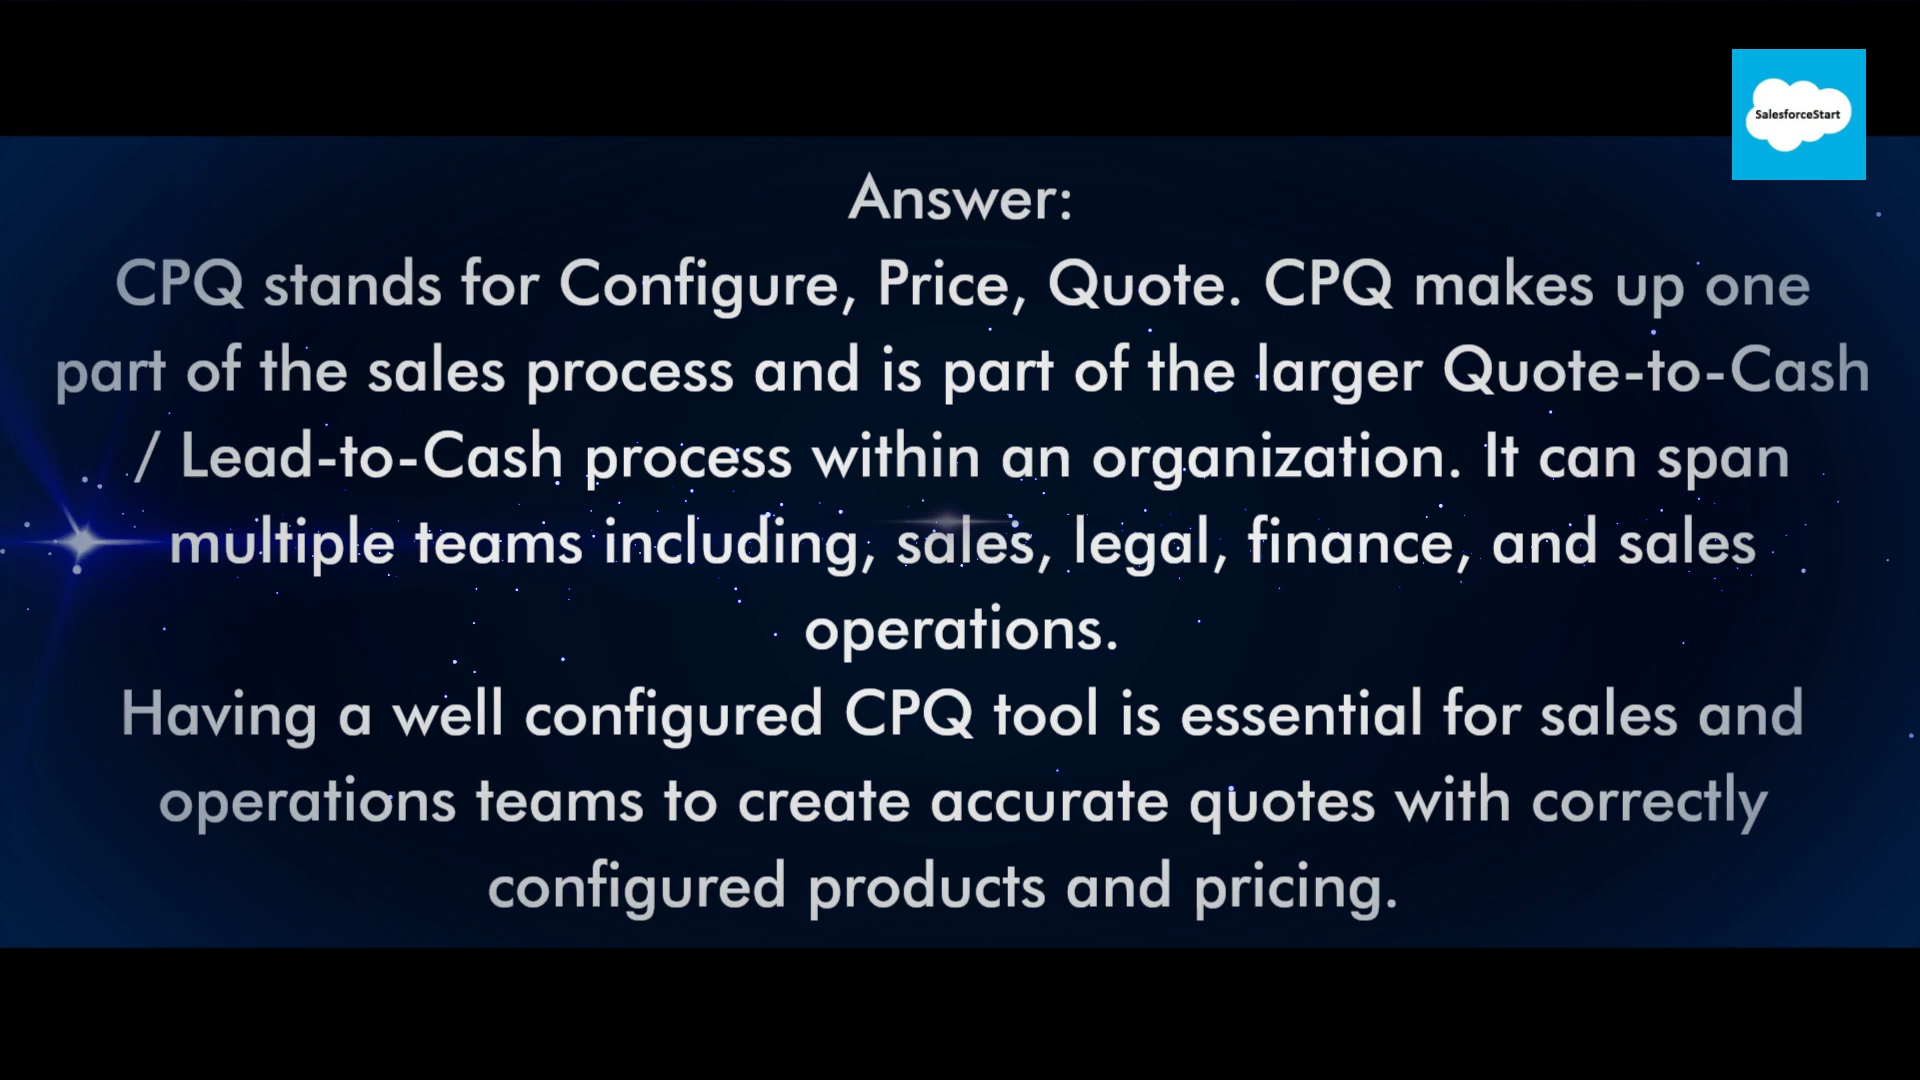 SalesforceStart
Answer:
CPQ stands for Configure, Price, Quote. CPQ makes up one
part of the sales process and is part of the larger Quote-to-Cash
/ Lead-to-Cash process within an organization. It can span
multiple teams including, sales, legal, finance, and sales
operations.
Having a well configured CPQ tool is essential for sales and
operations teams to create accurate quotes with correctly
configured products and pricing.